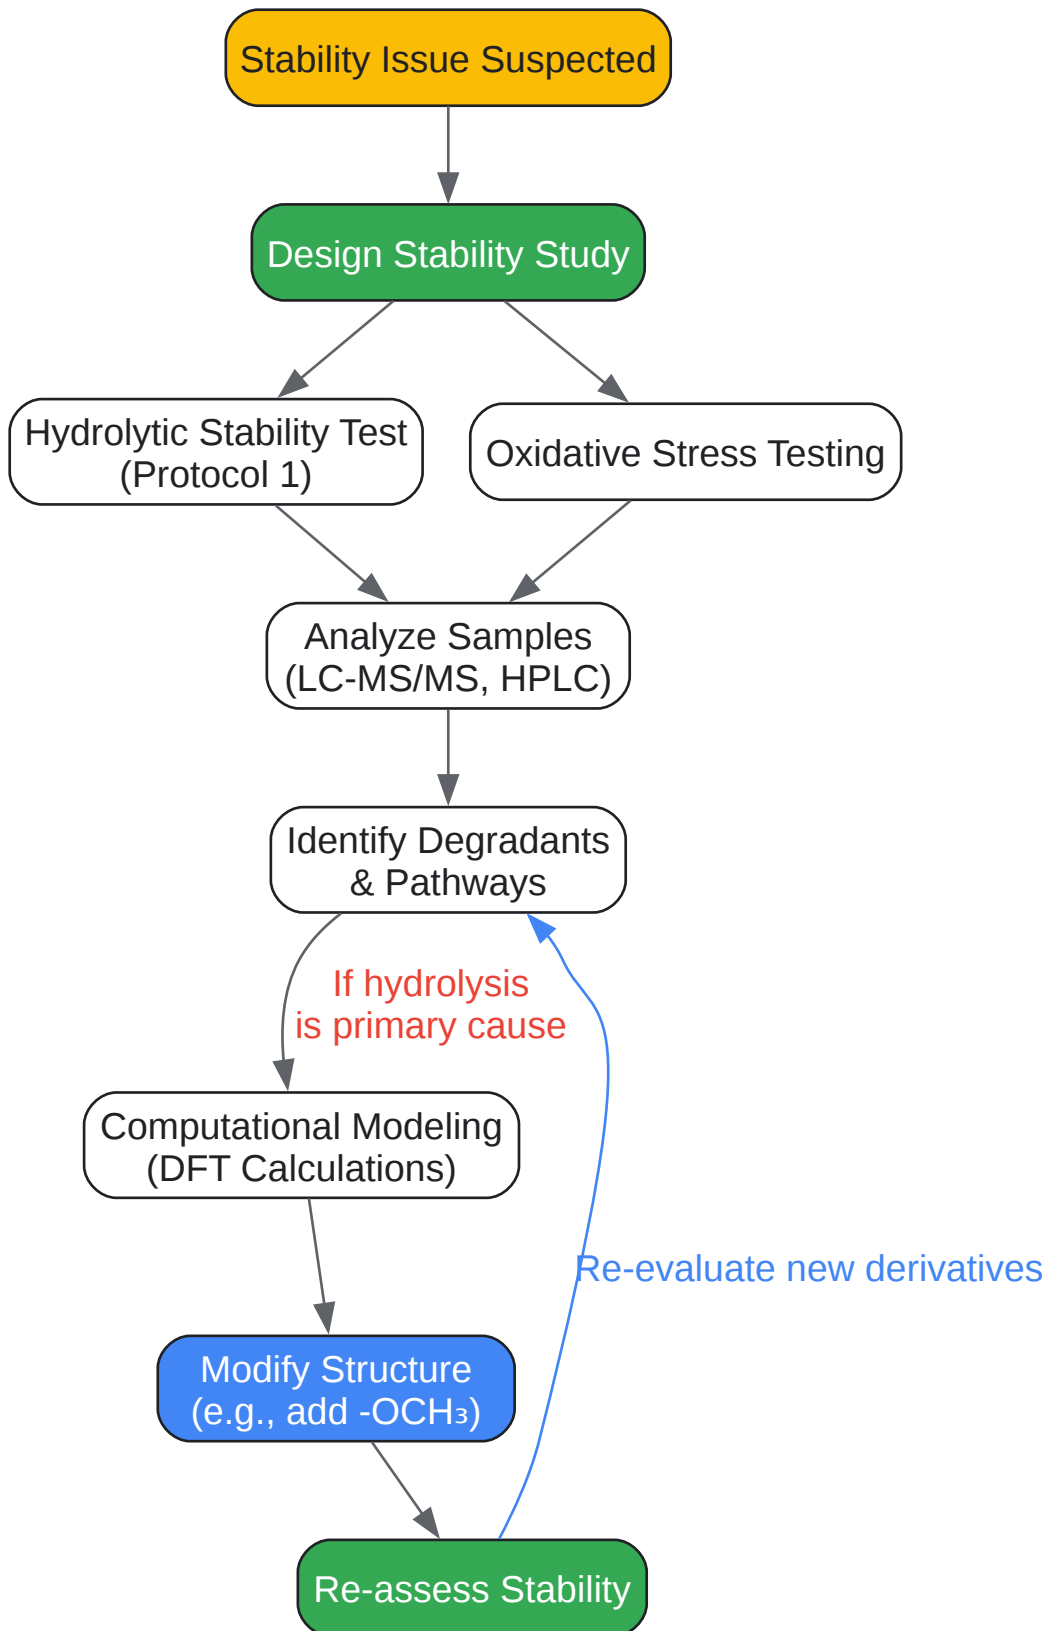 Stability Issue Suspected
Design Stability Study
Hydrolytic Stability Test
(Protocol 1)
Oxidative Stress Testing
Analyze Samples
(LC-MS/MS, HPLC)
Identify Degradants
& Pathways
If hydrolysis
is primary cause
Computational Modeling
(DFT Calculations)
Re-evaluate new derivatives
Modify Structure
(e.g., add -OCH₃)
Re-assess Stability